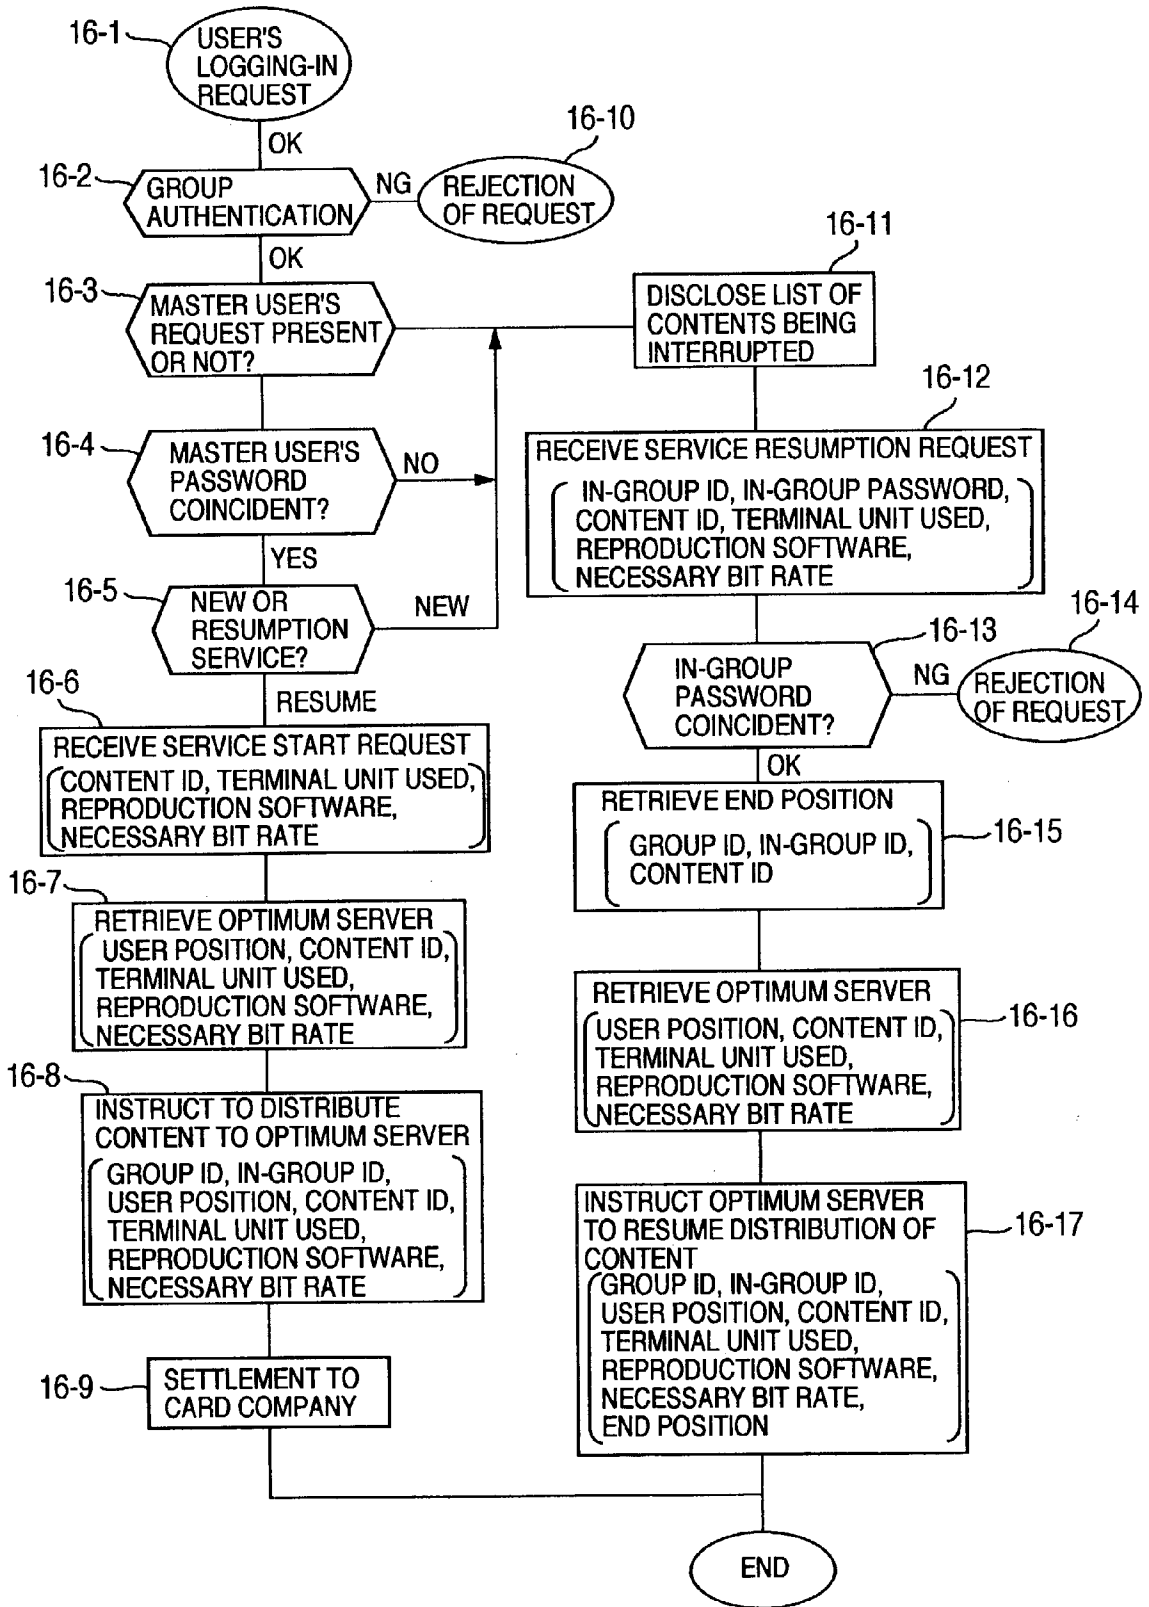 16-1
USER'S
LOGGING-IN
REQUEST
OK
16-2
GROUP
AUTHENTICATION
NG
16-10
REJECTION
OF REQUEST
OK
16-3
MASTER USER'S
REQUEST PRESENT
OR NOT?
16-4
MASTER USER'S
PASSWORD
COINCIDENT?
NO
YES
16-5
NEW OR
RESUMPTION
SERVICE?
NEW
RESUME
16-6
RECEIVE SERVICE START REQUEST
CONTENT ID, TERMINAL UNIT USED,
REPRODUCTION SOFTWARE,
NECESSARY BIT RATE
16-7
RETRIEVE OPTIMUM SERVER
USER POSITION, CONTENT ID,
TERMINAL UNIT USED,
REPRODUCTION SOFTWARE,
NECESSARY BIT RATE
16-8
INSTRUCT TO DISTRIBUTE
CONTENT TO OPTIMUM SERVER
GROUP ID, IN-GROUP ID,
USER POSITION, CONTENT ID,
TERMINAL UNIT USED,
REPRODUCTION SOFTWARE,
NECESSARY BIT RATE
16-9
SETTLEMENT TO
CARD COMPANY
16-11
DISCLOSE LIST OF
CONTENTS BEING
INTERRUPTED
16-12
RECEIVE SERVICE RESUMPTION REQUEST
IN-GROUP ID, IN-GROUP PASSWORD,
CONTENT ID, TERMINAL UNIT USED,
REPRODUCTION SOFTWARE,
NECESSARY BIT RATE
16-13
IN-GROUP
PASSWORD
COINCIDENT?
NG
16-14
REJECTION
OF REQUEST
OK
RETRIEVE END POSITION
GROUP ID, IN-GROUP ID,
CONTENT ID
16-15
RETRIEVE OPTIMUM SERVER
USER POSITION, CONTENT ID,
TERMINAL UNIT USED,
REPRODUCTION SOFTWARE,
NECESSARY BIT RATE
16-16
INSTRUCT OPTIMUM SERVER
TO RESUME DISTRIBUTION OF
CONTENT
GROUP ID, IN-GROUP ID,
USER POSITION, CONTENT ID,
TERMINAL UNIT USED,
REPRODUCTION SOFTWARE,
NECESSARY BIT RATE,
END POSITION
16-17
END